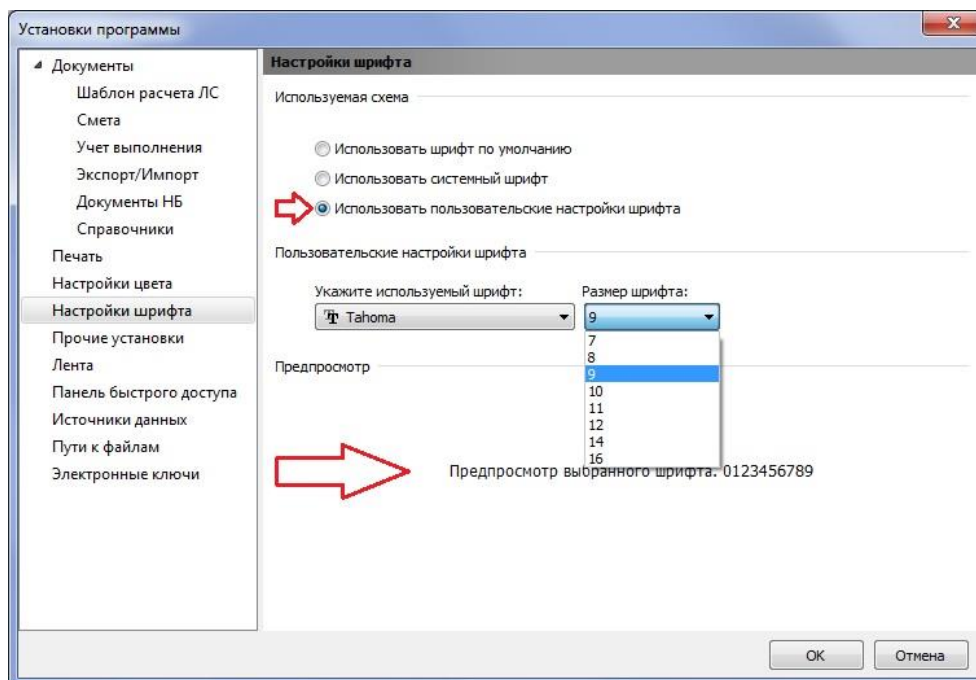 Установки программы
Документы
Шаблон расчета ЛС
Смета
Учет выполнения
Экспорт/Импорт
Документы НБ
Справочники
Печать
Настройки цвета
Настройки шрифта
Прочие установки
Лента
Панель быстрого доступа
Источники данных
Пути к файлам
Электронные ключи
Настройки шрифта
Используемая схема
Использовать шрифт по умолчанию
Использовать системный шрифт
Использовать пользовательские настройки шрифта
Пользовательские настройки шрифта
Укажите используемый шрифт: Размер шрифта:
Tahoma 9
7
8
9
10
11
12
14
16
Предпросмотр
Предпросмотр выбранного шрифта. 0123456789
OK Отмена